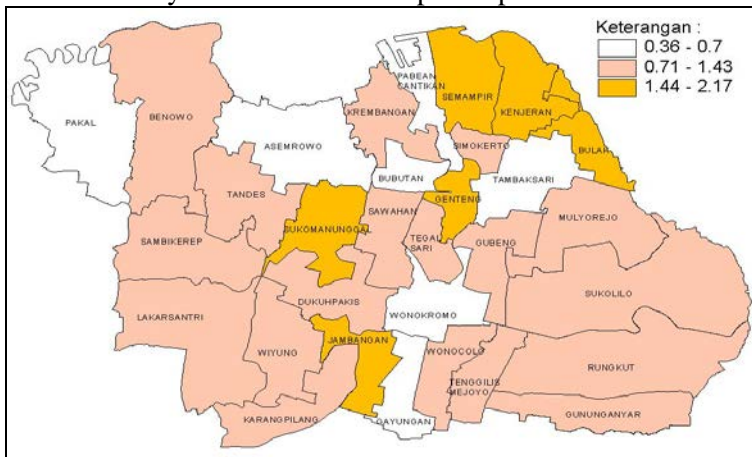 Keterangan :
0.36 - 0.7
0.71 - 1.43
1.44 - 2.17
PABEAN
CANTIKAN
SEMAMPIR
KENJERAN
KREMBANGAN
BENOWO
PAKAL
ASEMROWO
SIMOKERTO
BULAK
BUBUTAN
TAMBAKSARI
TANDES
GENTENG
SAWAHAN
MULYOREJO
SUKOMANUNGGAL
TEGAL
SARI
GUBENG
SAMBIKEREP
SUKOLILO
DUKUHPAKIS
WONOKROMO
LAKARSANTRI
JAMBANGAN
WIYUNG
WONOCOLO
RUNGKUT
TENGGILIS
MEJOYO
KARANGPILANG
GAYUNGAN
GUNUNGANYAR